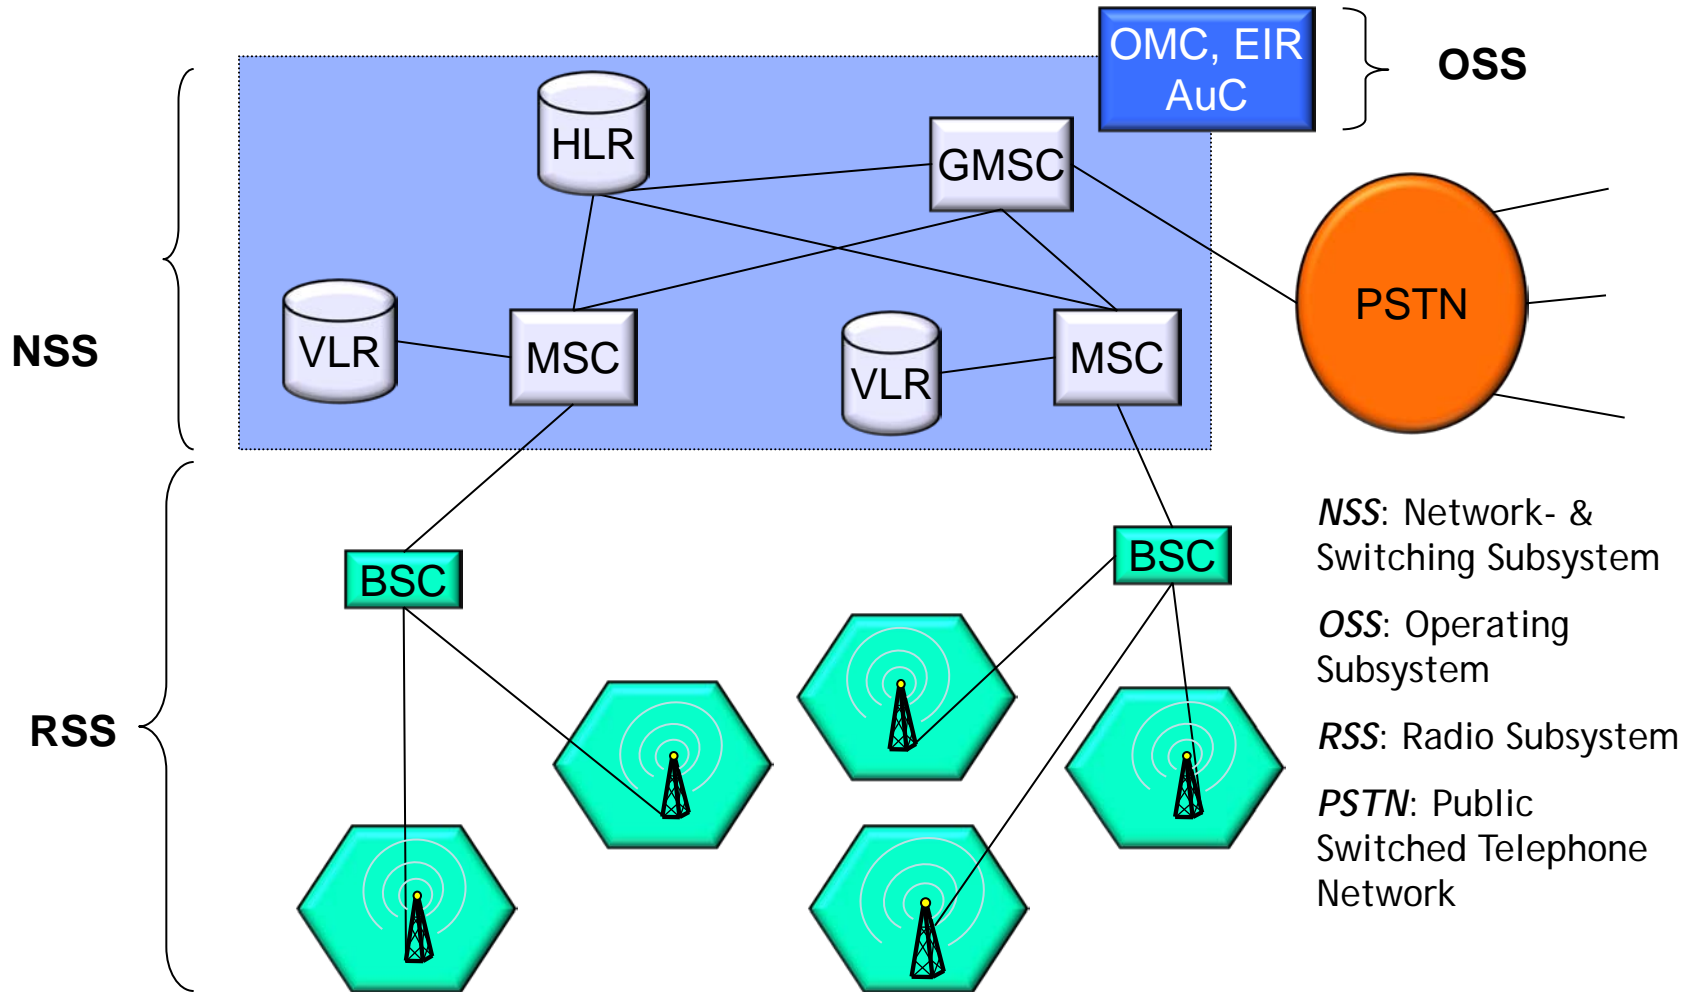 OMC, EIR
AuC
OSS
HLR
GMSC
PSTN
NSS
VLR
MSC
VLR
MSC
BSC
BSC
RSS
NSS: Network- &
Switching Subsystem
OSS: Operating
Subsystem
RSS: Radio Subsystem
PSTN: Public
Switched Telephone
Network